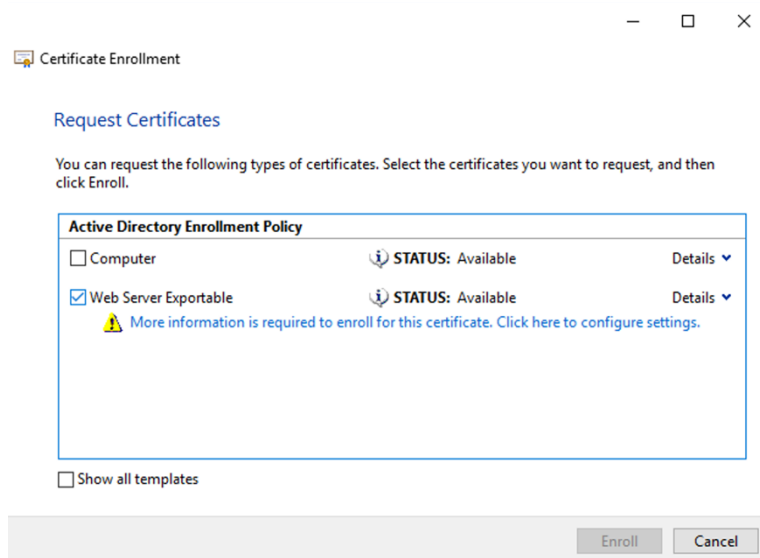 Certificate Enrollment
Request Certificates
You can request the following types of certificates. Select the certificates you want to request, and then
click Enroll.
Active Directory Enrollment Policy
Computer STATUS: Available Details
Web Server Exportable STATUS: Available Details
More information is required to enroll for this certificate. Click here to configure settings.
Show all templates
Enroll Cancel